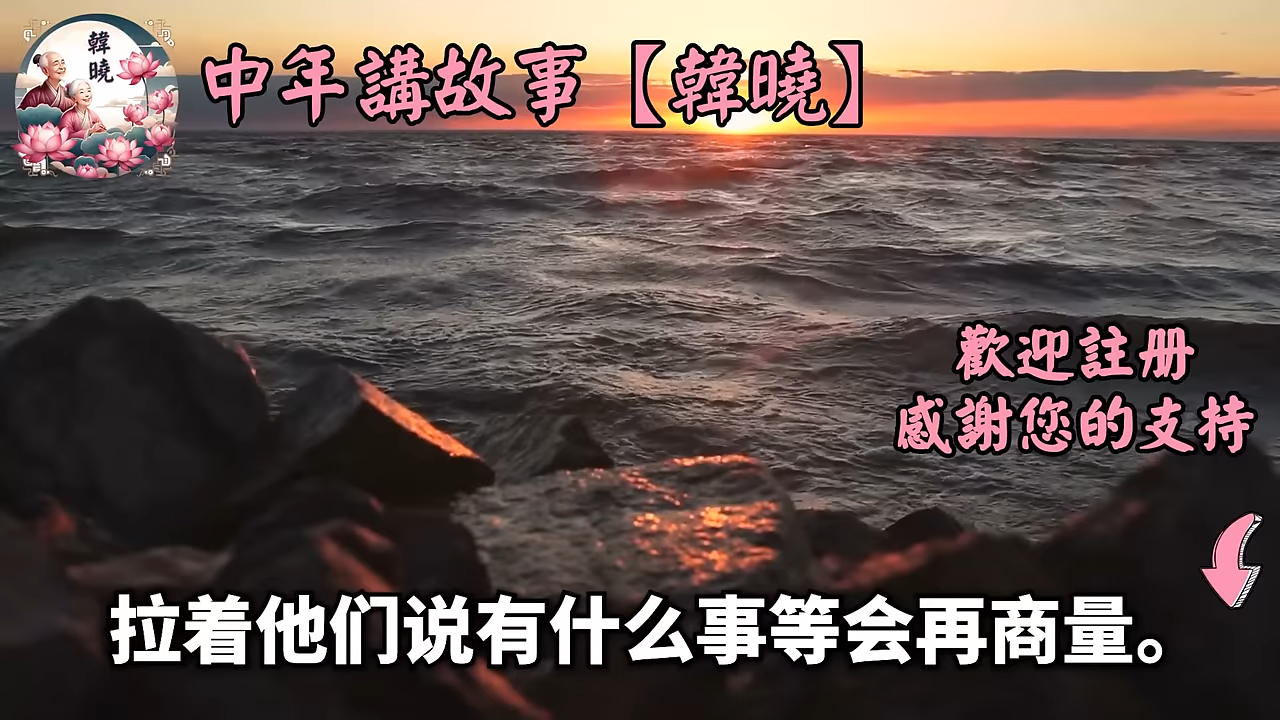 韓
曉
中年講故事【韓曉】
歡迎註册
感謝您的支持
拉着他们说有什么事等会再商量。